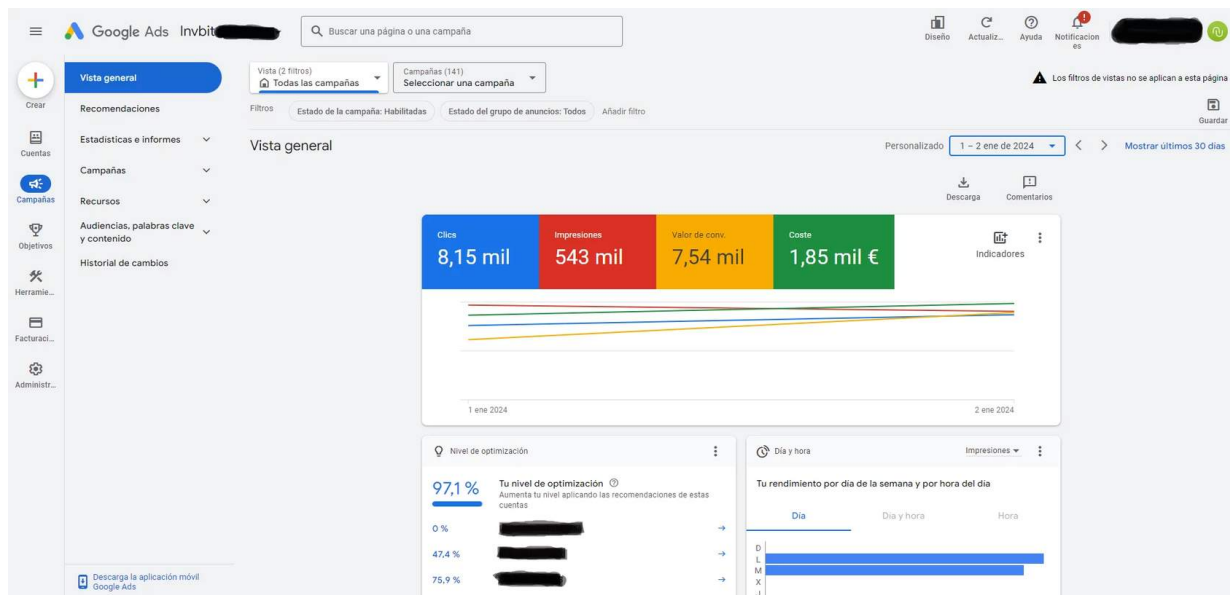 Google Ads Invbit
Buscar una página o una campaña
Diseño
Actualiz...
Ayuda
Notificacion
es
Crear
Cuentas
Campañas
Objetivos
Herramie...
Facturaci...
Administr...
Vista general
Recomendaciones
Estadísticas e informes
Campañas
Recursos
Audiencias, palabras clave
y contenido
Historial de cambios
Descarga la aplicación móvil
Google Ads
Vista (2 filtros)
Todas las campañas
Campañas (141)
Seleccionar una campaña
Los filtros de vistas no se aplican a esta página
Filtros
Estado de la campaña: Habilitadas
Estado del grupo de anuncios: Todos
Añadir filtro
Guardar
Vista general
Personalizado
1 – 2 ene de 2024
Mostrar últimos 30 días
Descarga
Comentarios
Clics
8,15 mil
Impresiones
543 mil
Valor de conv.
7,54 mil
Coste
1,85 mil €
Indicadores
1 ene 2024
2 ene 2024
Nivel de optimización
97,1 %
Tu nivel de optimización
Aumenta tu nivel aplicando las recomendaciones de estas
cuentas
0 %
47,4 %
75,9 %
Día y hora
Impresiones
Tu rendimiento por día de la semana y por hora del día
Día
Día y hora
Hora
D
L
M
X
J